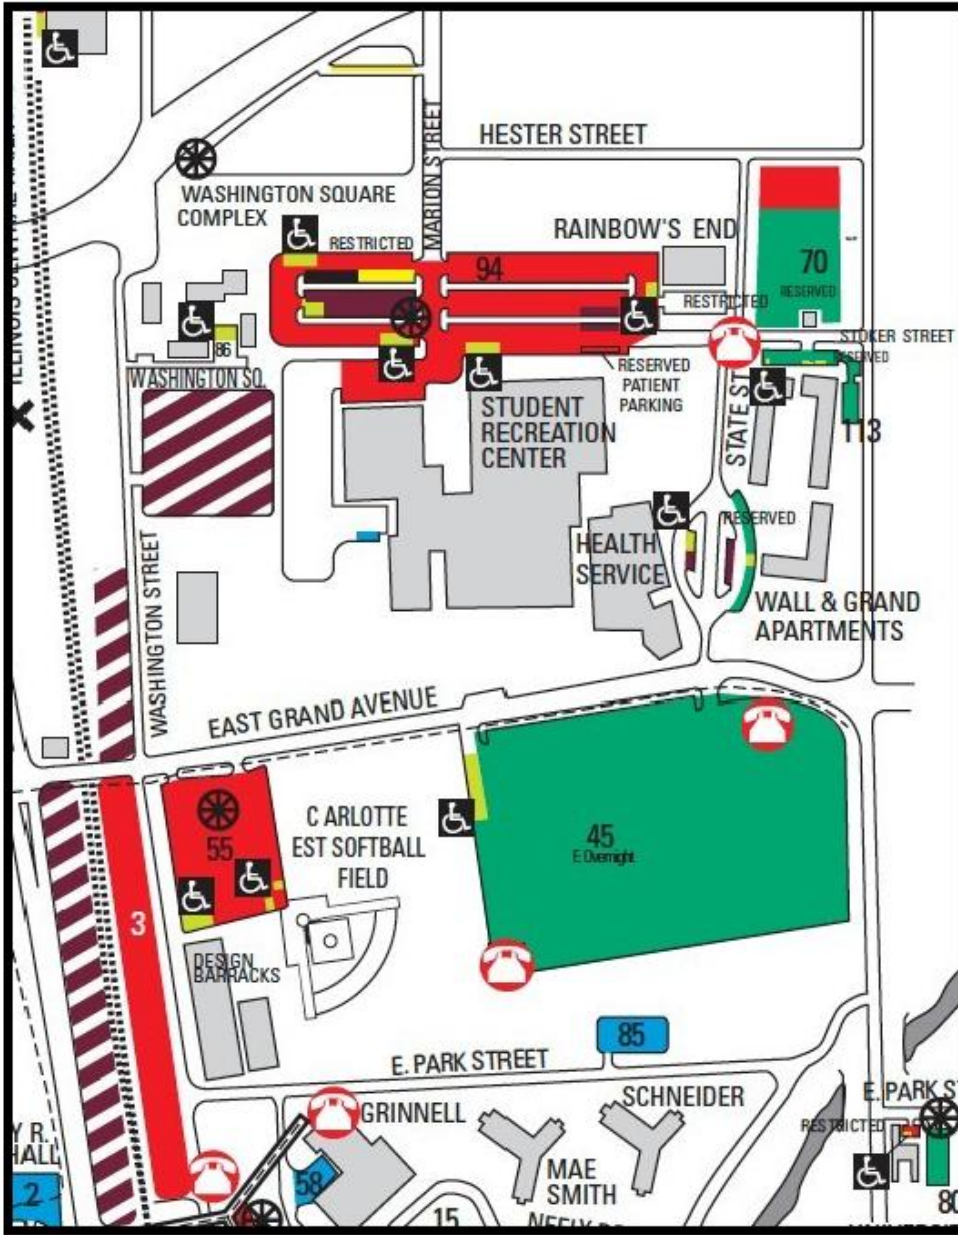 HESTER STREET
MARION STREET
WASHINGTON SQUARE
COMPLEX
RESTRICTED
RAINBOW'S END
94
70
RESERVED
RESTRICTED
STOKER STREET
RESERVED
86
WASHINGTON SQ.
RESERVED
PATIENT
PARKING
STUDENT
RECREATION
CENTER
STATE ST
113
RESERVED
HEALTH
SERVICE
WALL & GRAND
APARTMENTS
WASHINGTON STREET
EAST GRAND AVENUE
C ARLOTTE
EST SOFTBALL
FIELD
45
E Overnight
55
3
DESIGN
BARRACKS
85
E. PARK STREET
GRINNELL
SCHNEIDER
E. PARK S
RESTRICTED
Y R.
HALL
2
58
MAE
SMITH
15
80